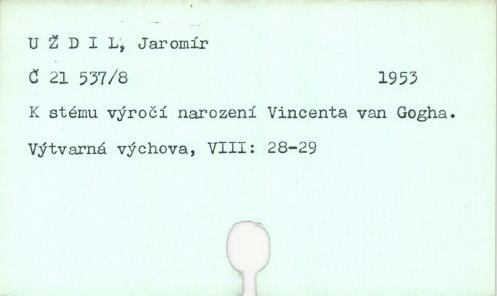 U Ž D I L, Jaromír
Č 21 537/8 1953
K stému výročí narození Vincenta van Gogha.
Výtvarná výchova, VIII: 28-29